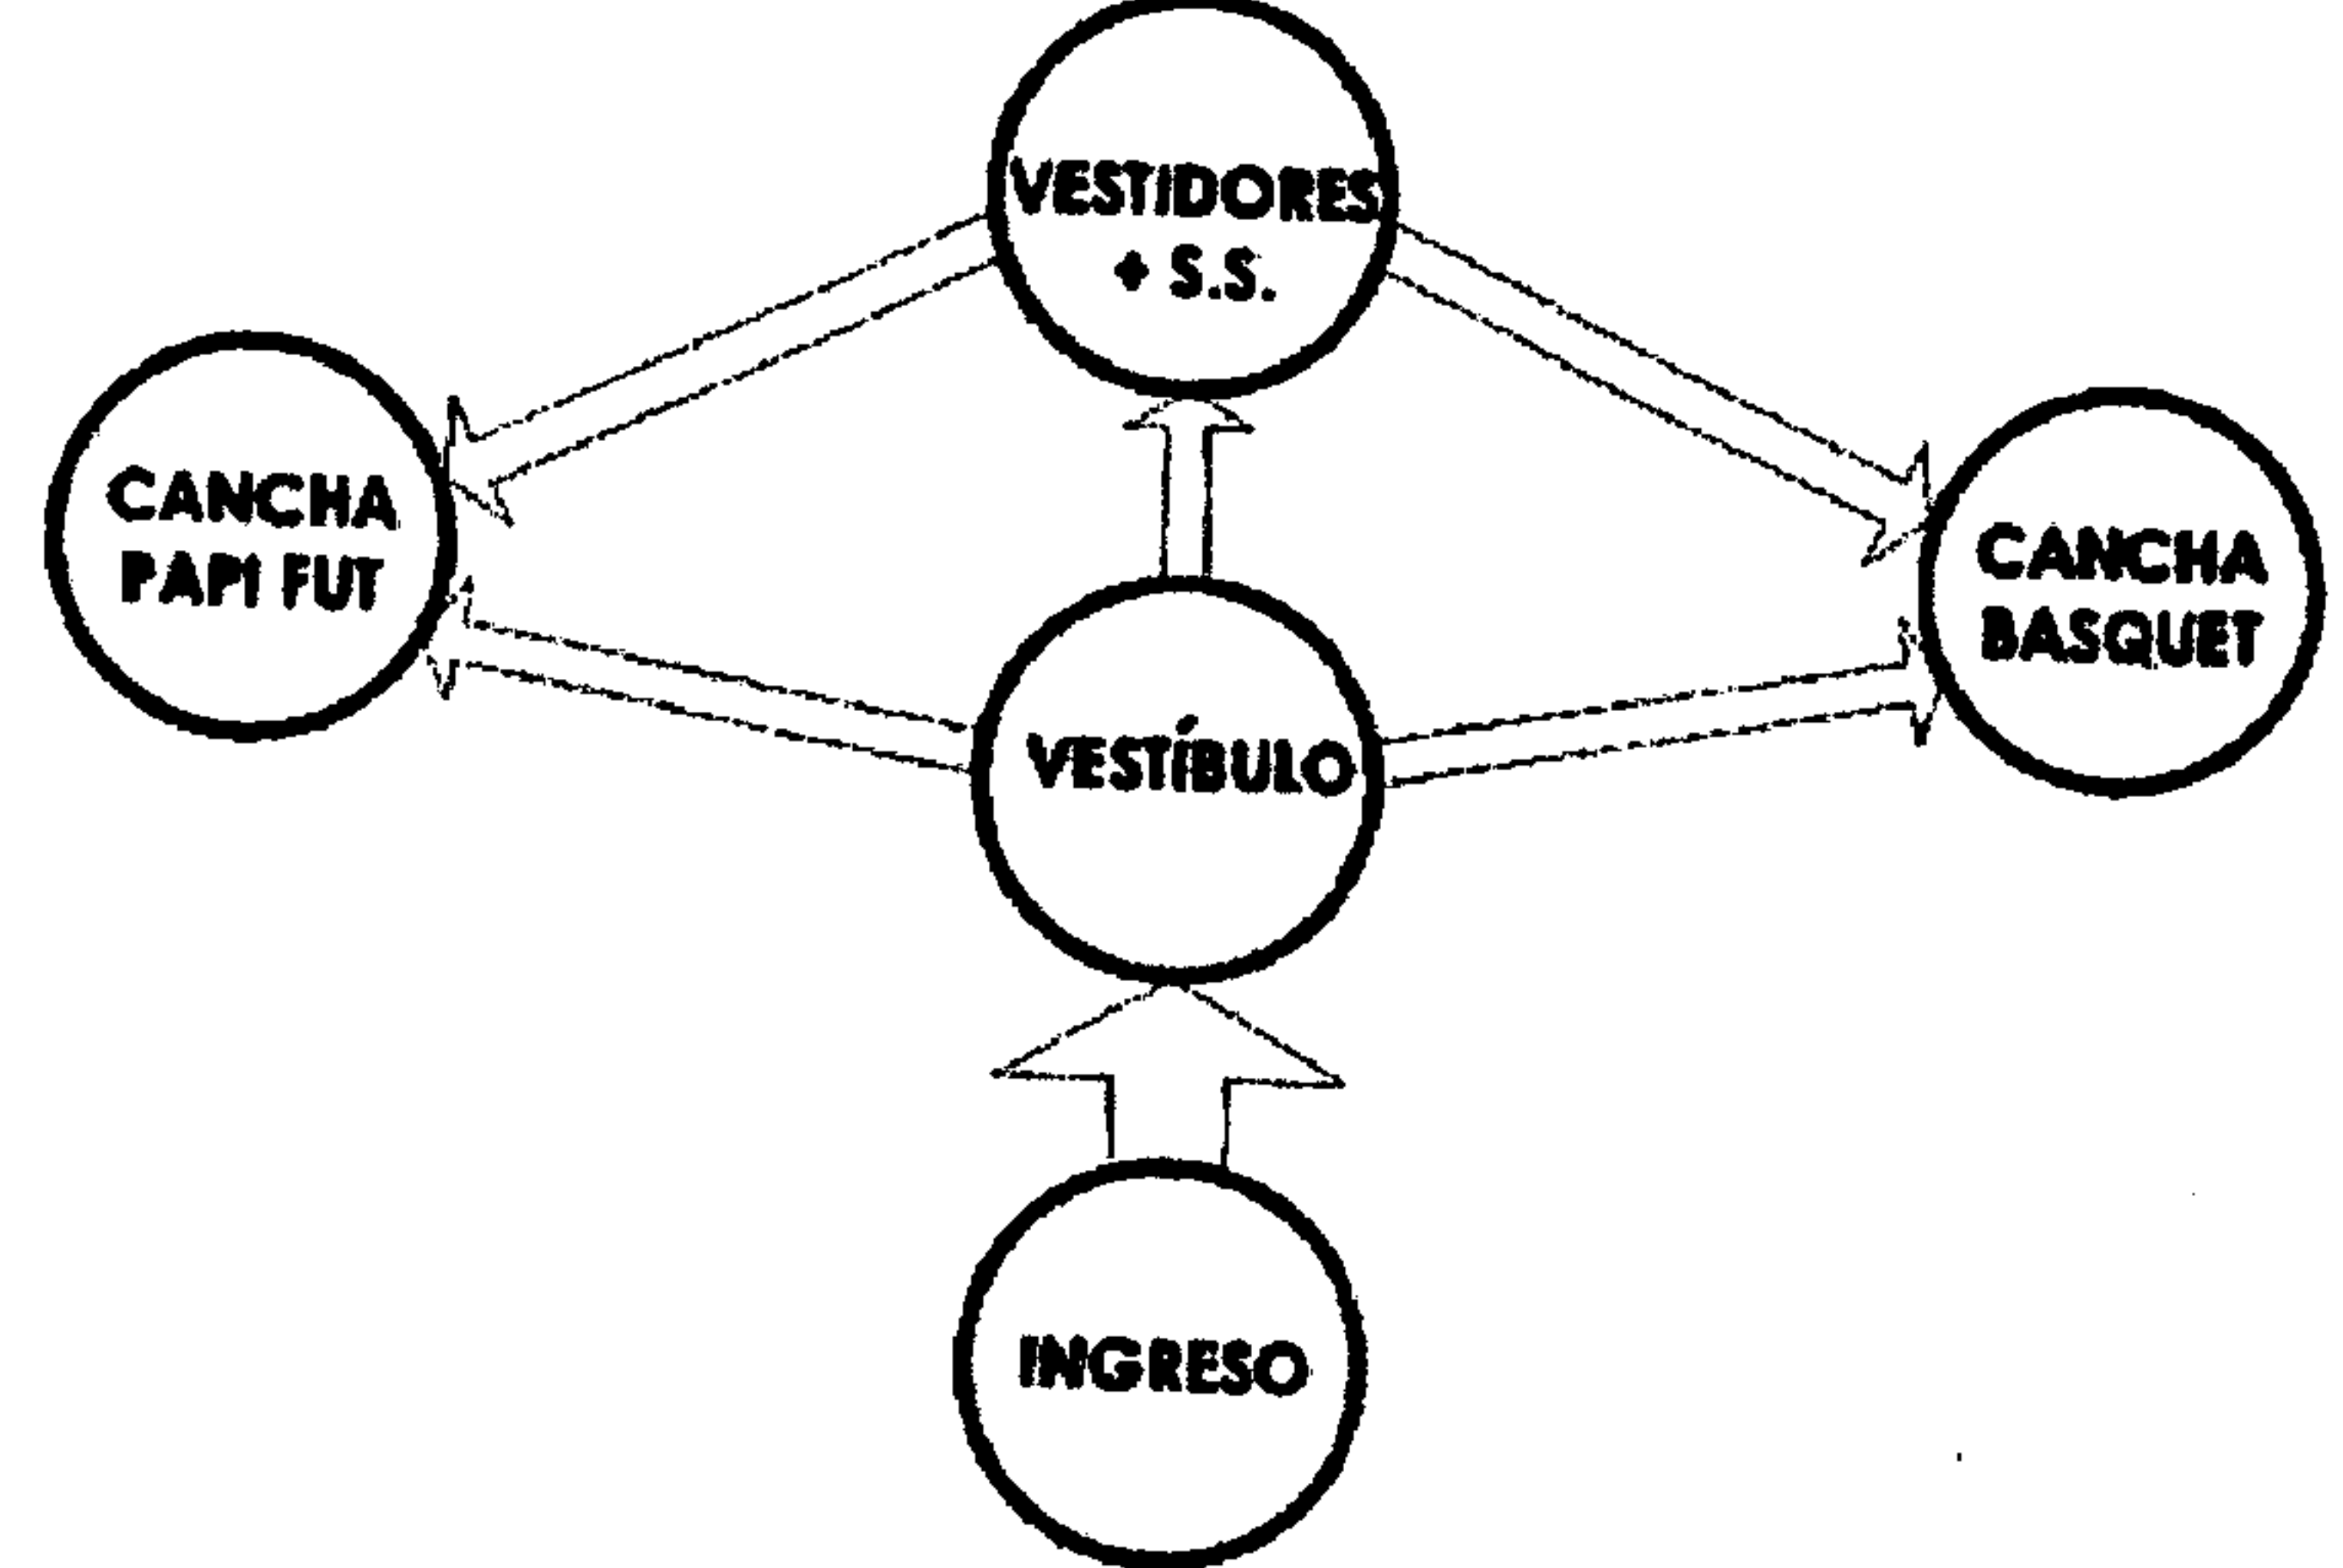 VESTIDORES
+ S.S.
CANCHA
PAPI FUT
CANCHA
BASQUET
VESTÍBULO
INGRESO